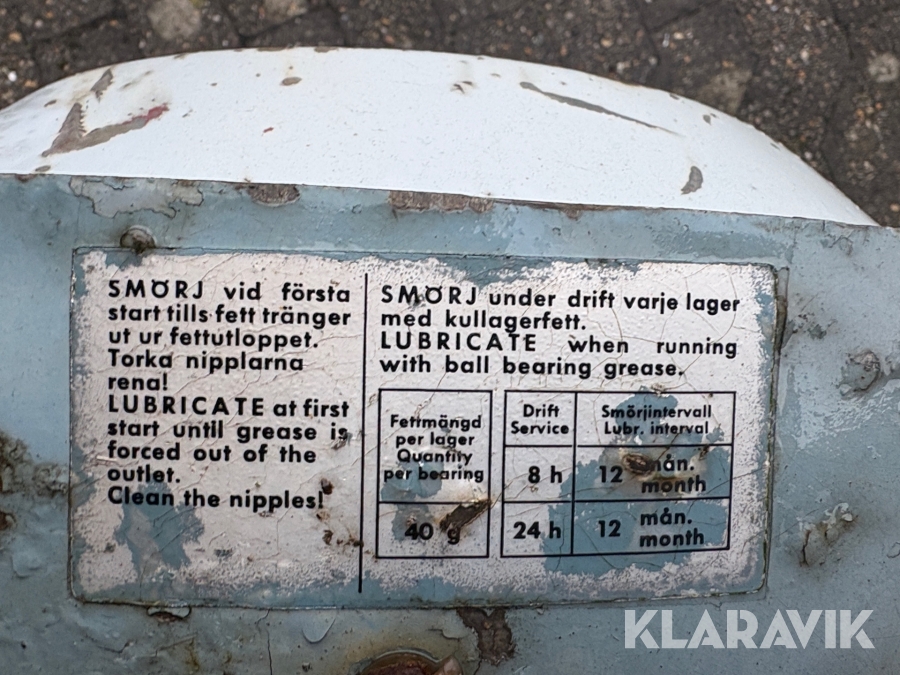 SMÖRJ vid första
start tills fett tränger
ut ur fettutloppet.
Torka nipplarna
rena!
LUBRICATE at first
start until grease is
forced out of the
outlet.
Clean the nipples!
SMÖRJ under drift varje lager
med kullagerfett.
LUBRICATE when running
with ball bearing grease.
Fettmängd
per lager
Quantity
per bearing
40 g
Drift
Service
Smörjintervall
Lubr. interval
8 h
12 mån.
month
24 h
12 mån.
month
KLARAVIK